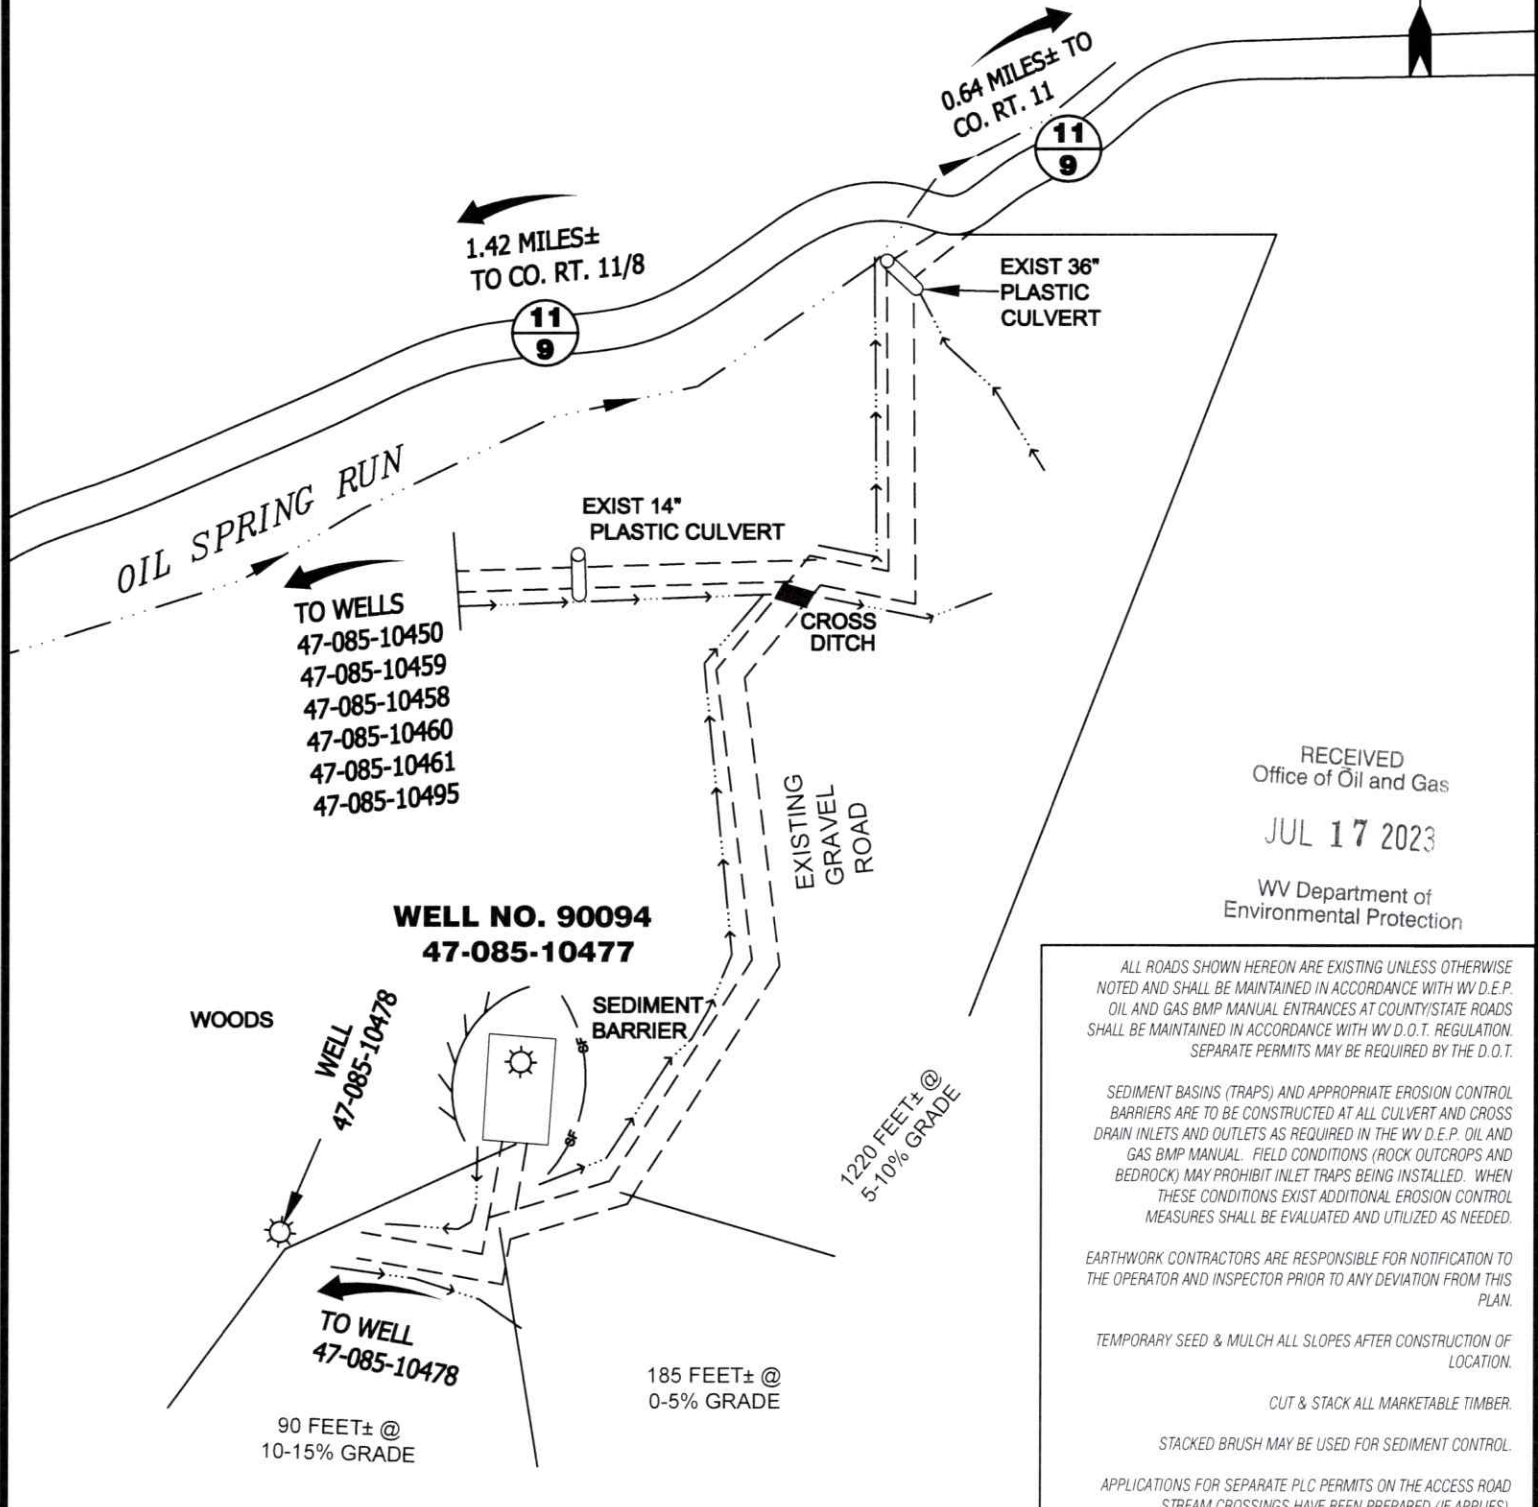 0.64 MILES± TO
CO. RT. 11
11
9
1.42 MILES±
TO CO. RT. 11/8
11
9
EXIST 36"
PLASTIC
CULVERT
OIL SPRING RUN
EXIST 14"
PLASTIC CULVERT
TO WELLS
47-085-10450
47-085-10459
47-085-10458
47-085-10460
47-085-10461
47-085-10495
CROSS
DITCH
EXISTING
GRAVEL
ROAD
RECEIVED
Office of Oil and Gas
JUL 17 2023
WV Department of
Environmental Protection
WELL NO. 90094
47-085-10477
WOODS
WELL
47-085-10478
SEDIMENT
BARRIER
SF
SF
1220 FEET± @
5-10% GRADE
TO WELL
47-085-10478
185 FEET± @
0-5% GRADE
90 FEET± @
10-15% GRADE
ALL ROADS SHOWN HEREON ARE EXISTING UNLESS OTHERWISE
NOTED AND SHALL BE MAINTAINED IN ACCORDANCE WITH WV D.E.P.
OIL AND GAS BMP MANUAL ENTRANCES AT COUNTY/STATE ROADS
SHALL BE MAINTAINED IN ACCORDANCE WITH WV D.O.T. REGULATION.
SEPARATE PERMITS MAY BE REQUIRED BY THE D.O.T.
SEDIMENT BASINS (TRAPS) AND APPROPRIATE EROSION CONTROL
BARRIERS ARE TO BE CONSTRUCTED AT ALL CULVERT AND CROSS
DRAIN INLETS AND OUTLETS AS REQUIRED IN THE WV D.E.P. OIL AND
GAS BMP MANUAL. FIELD CONDITIONS (ROCK OUTCROPS AND
BEDROCK) MAY PROHIBIT INLET TRAPS BEING INSTALLED. WHEN
THESE CONDITIONS EXIST ADDITIONAL EROSION CONTROL
MEASURES SHALL BE EVALUATED AND UTILIZED AS NEEDED.
EARTHWORK CONTRACTORS ARE RESPONSIBLE FOR NOTIFICATION TO
THE OPERATOR AND INSPECTOR PRIOR TO ANY DEVIATION FROM THIS
PLAN.
TEMPORARY SEED & MULCH ALL SLOPES AFTER CONSTRUCTION OF
LOCATION.
CUT & STACK ALL MARKETABLE TIMBER.
STACKED BRUSH MAY BE USED FOR SEDIMENT CONTROL.
APPLICATIONS FOR SEPARATE PLC PERMITS ON THE ACCESS ROAD
STREAM CROSSINGS HAVE BEEN PREPARED (IF APPLIES).